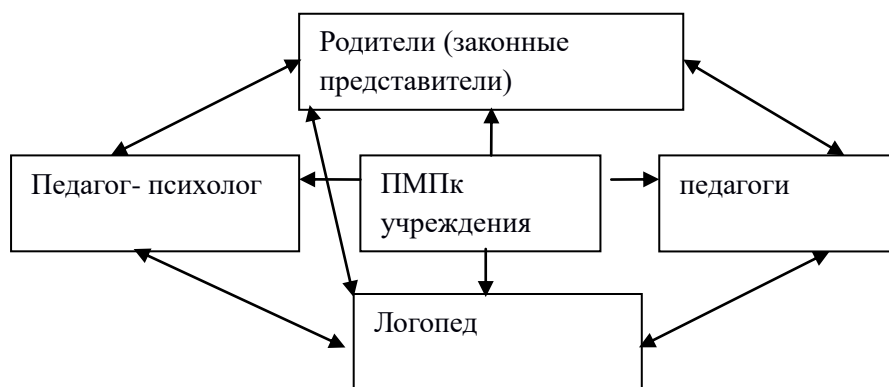 Родители (законные
представители)
Педагог- психолог
ПМПк
учреждения
педагоги
Логопед